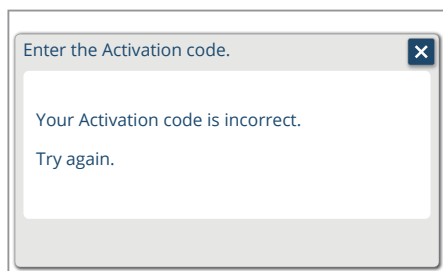 Enter the Activation code.
Your Activation code is incorrect.
Try again.